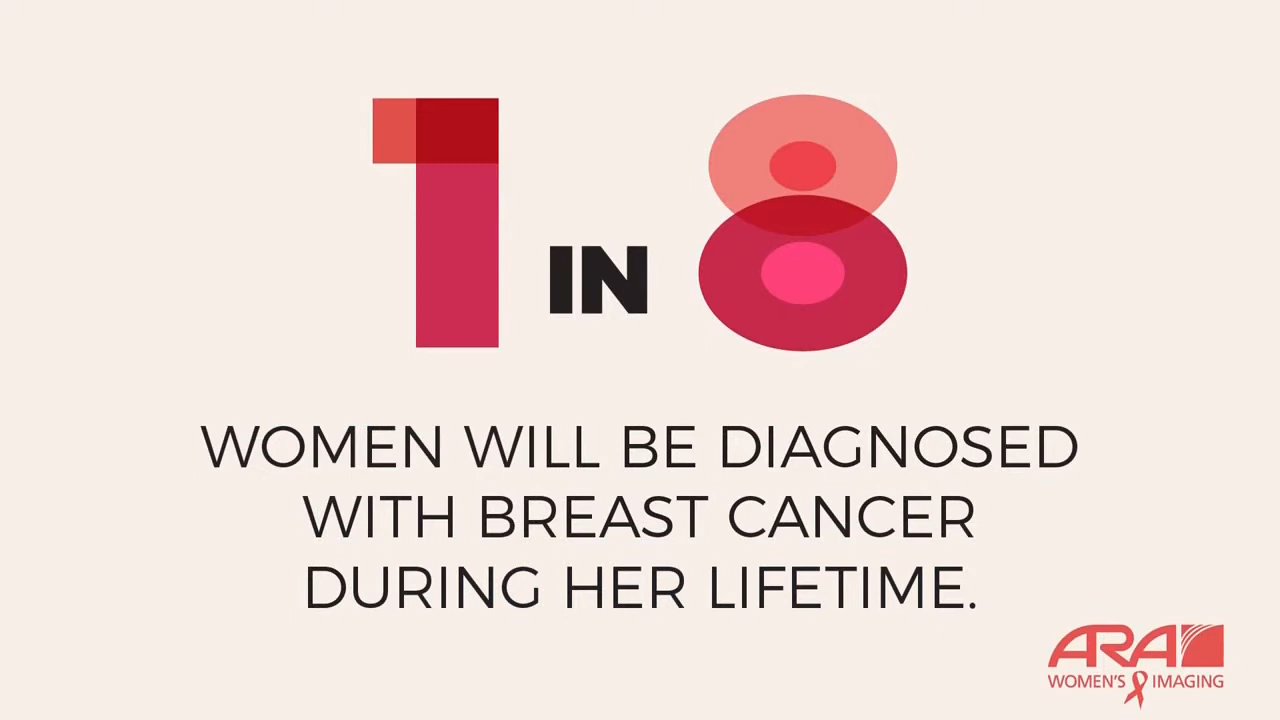 1 IN 8
WOMEN WILL BE DIAGNOSED
WITH BREAST CANCER
DURING HER LIFETIME.
ARA
WOMEN'S IMAGING